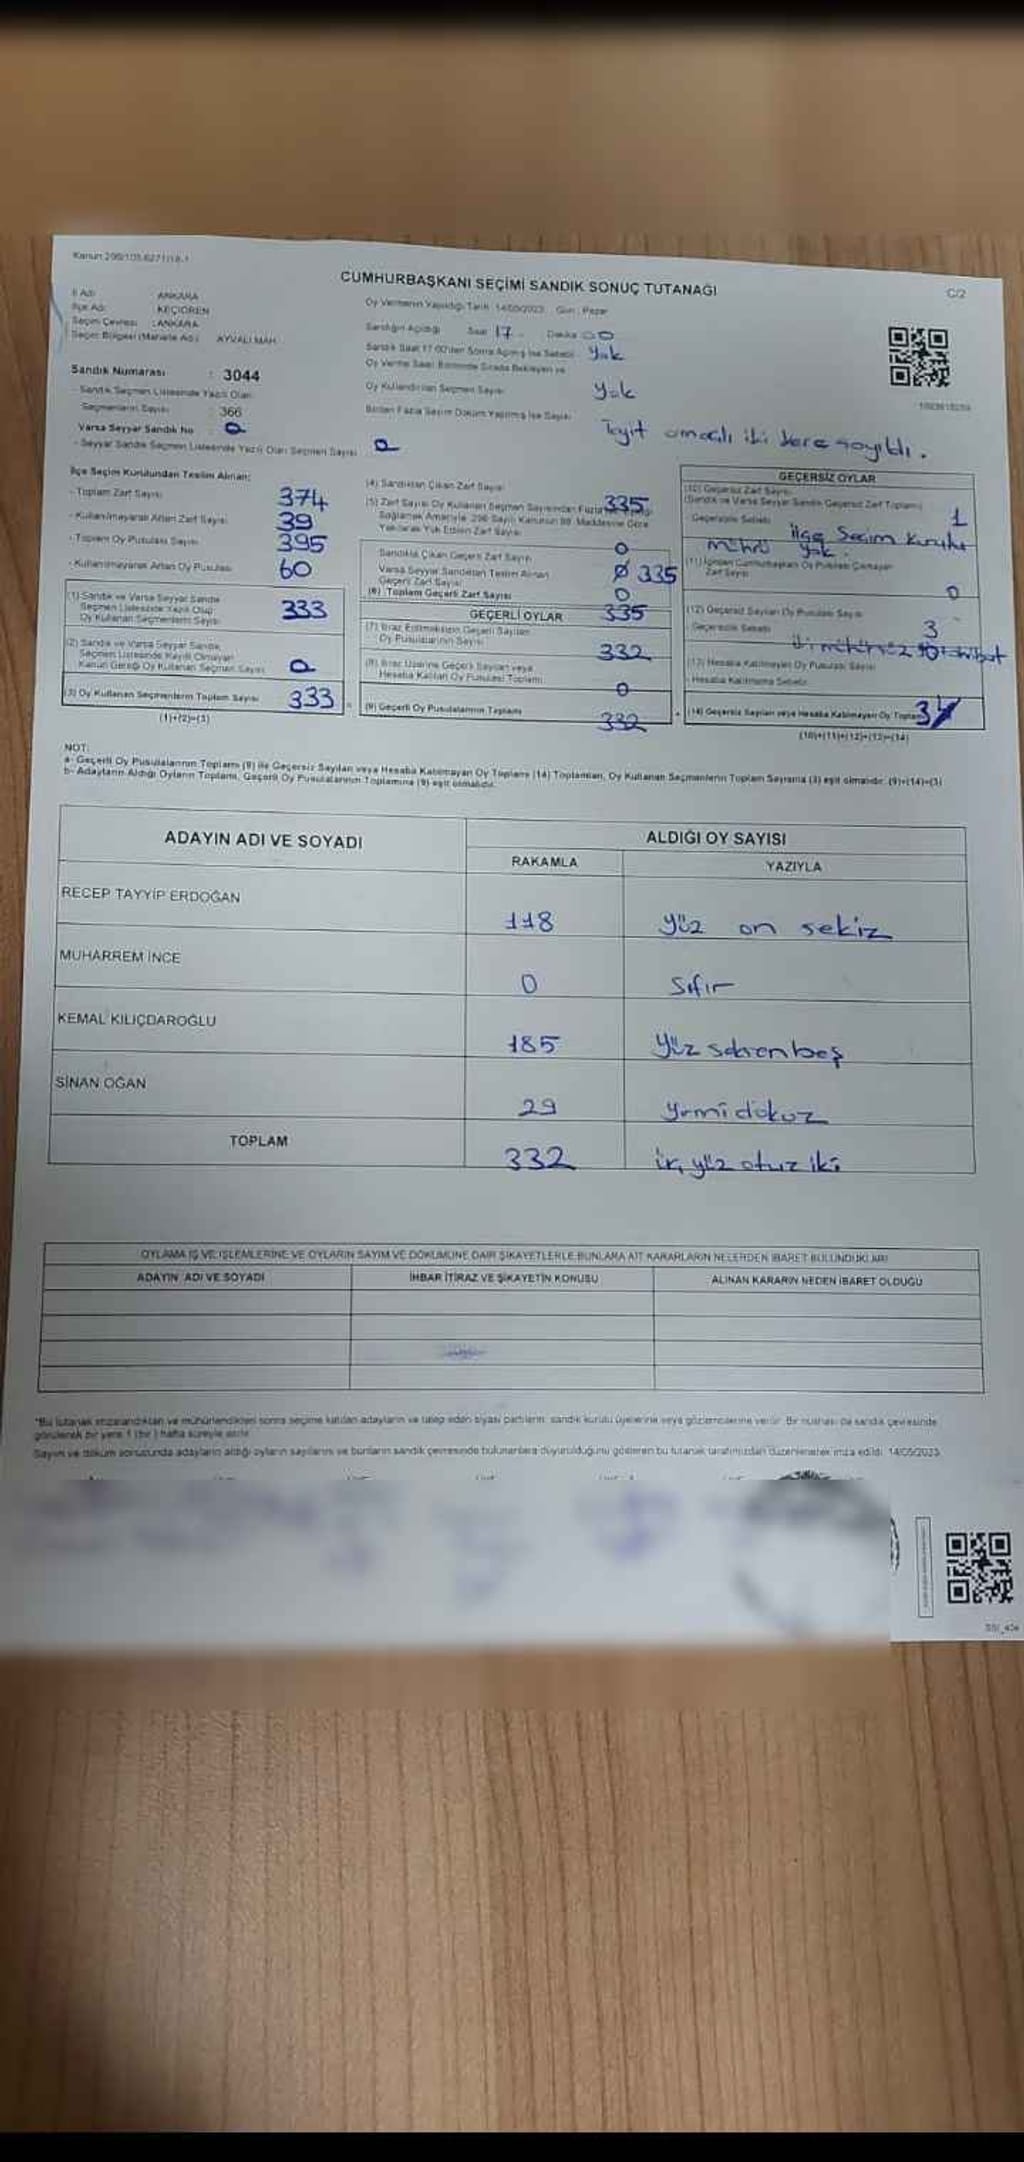 Kanun 298/105-6271/18-1
CUMHURBAŞKANI SEÇİMİ SANDIK SONUÇ TUTANAĞI
C/2
İl Adı : ANKARA
İlçe Adı : KEÇİÖREN
Seçim Çevresi : ANKARA
Seçim Bölgesi (Mahalle Adı) : AYVALI MAH.
Sandık Numarası : 3044
- Sandık Seçmen Listesinde Yazılı Olan
Seçmenlerin Sayısı : 366
Varsa Seyyar Sandık No : 0
- Seyyar Sandık Seçmen Listesinde Yazılı Olan Seçmen Sayısı 0
Oy Vermenin Yapıldığı Tarih: 14/05/2023 Gün : Pazar
Sandığın Açıldığı Saat 17 Dakika 00
Sandık Saat 17.00'den Sonra Açılmış İse Sebebi: Yok
Oy Verme Saati Bitiminde Sırada Bekleyen ve
Oy Kullandırılan Seçmen Sayısı Yok
Birden Fazla Sayım Döküm Yapılmış İse Sayısı
Teyit amaçlı iki kere sayıldı.
İlçe Seçim Kurulundan Teslim Alınan:
- Toplam Zarf Sayısı 374
- Kullanılmayarak Artan Zarf Sayısı 39
- Toplam Oy Pusulası Sayısı 395
- Kullanılmayarak Artan Oy Pusulası 60
(1) Sandık ve Varsa Seyyar Sandık
Seçmen Listesinde Yazılı Olup
Oy Kullanan Seçmenlerin Sayısı 333
(2) Sandık ve Varsa Seyyar Sandık
Seçmen Listesinde Kayıtlı Olmayan
Kanun Gereği Oy Kullanan Seçmen Sayısı 0
(3) Oy Kullanan Seçmenlerin Toplam Sayısı 333
(1)+(2)=(3)
(4) Sandıktan Çıkan Zarf Sayısı 335
(5) Zarf Sayısı Oy Kullanan Seçmen Sayısından Fazla
Sağlamak Amacıyla 298 Sayılı Kanunun 98. Maddesine Göre
Yakılarak Yok Edilen Zarf Sayısı 0
Sandıkta Çıkan Geçerli Zarf Sayısı 335
Varsa Seyyar Sandıktan Teslim Alınan
Geçerli Zarf Sayısı 0
(6) Toplam Geçerli Zarf Sayısı 335
GEÇERLİ OYLAR
(7) İtiraz Edilmeksizin Geçerli Sayılan
Oy Pusulalarının Sayısı 332
(8) İtiraz Üzerine Geçerli Sayılan veya
Hesaba Katılan Oy Pusulası Toplamı 0
(9) Geçerli Oy Pusulalarının Toplamı 332
GEÇERSİZ OYLAR
(10) Geçersiz Zarf Sayısı
(Sandık ve Varsa Seyyar Sandık Geçersiz Zarf Toplamı) 1
- Geçersizlik Sebebi İlçe Seçim Kurulu
mührü yok.
(11) İçinden Cumhurbaşkanı Oy Pusulası Çıkmayan
Zarf Sayısı 0
(12) Geçersiz Sayılan Oy Pusulası Sayısı 3
- Geçersizlik Sebebi
(13) Hesaba Katılmayan Oy Pusulası Sayısı
- Hesaba Katılmama Sebebi
(14) Geçersiz Sayılan veya Hesaba Katılmayan Oy Toplamı 3
(10)+(11)+(12)+(13)=(14)
NOT:
a- Geçerli Oy Pusulalarının Toplamı (9) ile Geçersiz Sayılan veya Hesaba Katılmayan Oy Toplamı (14) Toplamları, Oy Kullanan Seçmenlerin Toplam Sayısına (3) eşit olmalıdır. (9)+(14)=(3)
b- Adayların Aldığı Oyların Toplamı, Geçerli Oy Pusulalarının Toplamına (9) eşit olmalıdır.
ADAYIN ADI VE SOYADI
ALDIĞI OY SAYISI
RAKAMLA YAZIYLA
RECEP TAYYİP ERDOĞAN 118 yüz on sekiz
MUHARREM İNCE 0 sıfır
KEMAL KILIÇDAROĞLU 185 yüz seksen beş
SİNAN OĞAN 29 yirmi dokuz
TOPLAM 332 üç yüz otuz iki
OYLAMA İŞ VE İŞLEMLERİNE VE OYLARIN SAYIM VE DÖKÜMÜNE DAİR ŞİKAYETLERLE BUNLARA AİT KARARLARIN NELERDEN İBARET BULUNDUKLARI
ADAYIN ADI VE SOYADI İHBAR İTİRAZ VE ŞİKAYETİN KONUSU ALINAN KARARIN NEDEN İBARET OLDUĞU
*Bu tutanak imzalandıktan ve mühürlendikten sonra seçime katılan adayların ve talep eden siyasi partilerin sandık kurulu üyelerine veya gözlemcilerine verilir. Bir nüshası da sandık çevresinde
görülecek bir yere 1 (bir) hafta süreyle asılır.
Sayım ve döküm sonucunda adayların aldığı oyların sayılarını ve bunların sandık çevresinde bulunanlara duyurulduğunu gösteren bu tutanak tarafımızdan düzenlenerek imza edildi. 14/05/2023